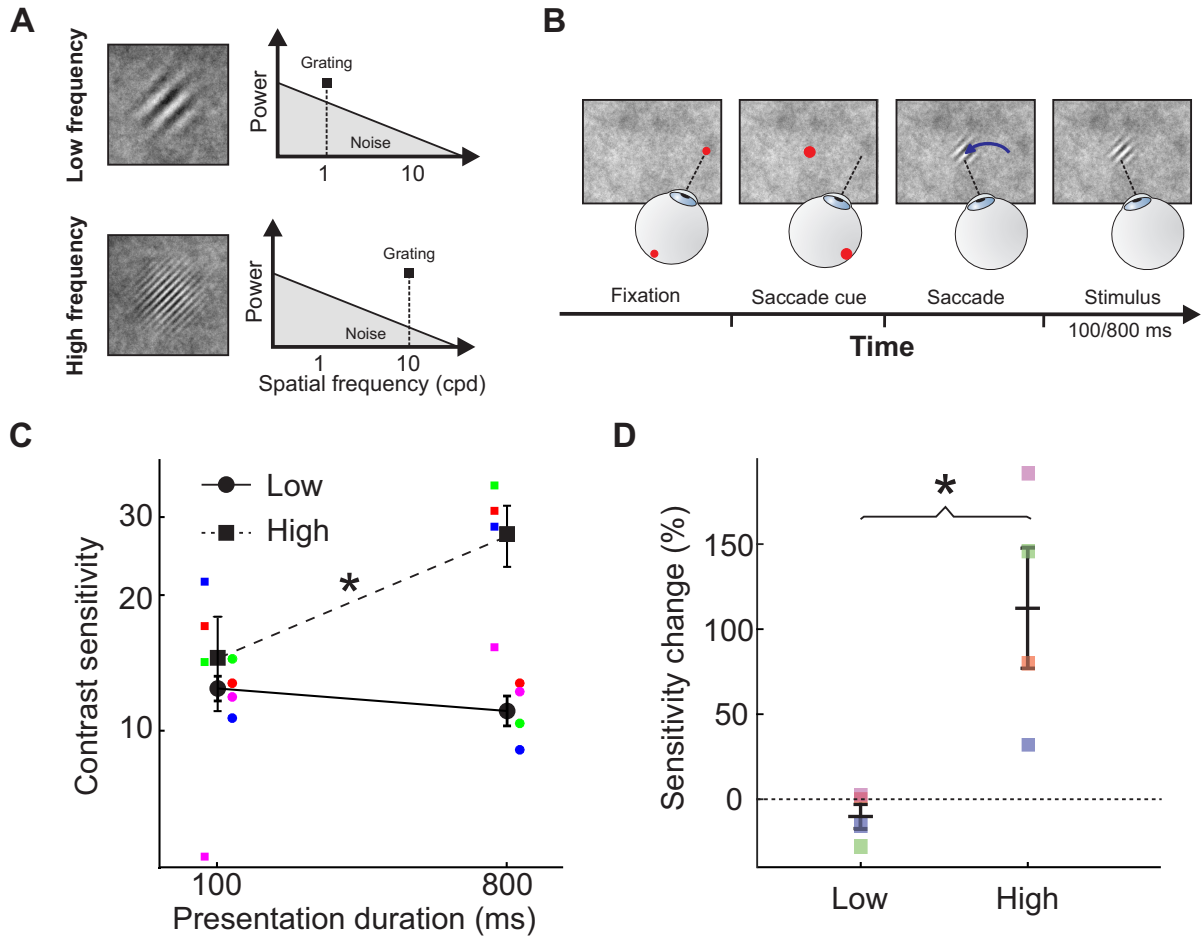 A
Low frequency
Power
Grating
Noise
1 10
High frequency
Power
Grating
Noise
1 10
Spatial frequency (cpd)
B
Fixation
Saccade cue
Saccade
Stimulus
100/800 ms
Time
C
Contrast sensitivity
30
20
10
Low
High
*
100 800
Presentation duration (ms)
D
Sensitivity change (%)
150
100
50
0
*
Low High